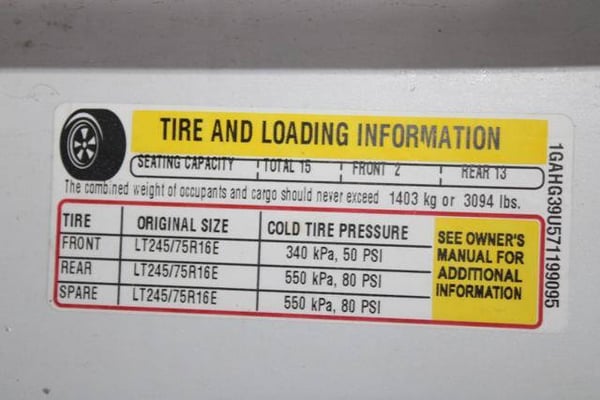 TIRE AND LOADING INFORMATION
SEATING CAPACITY TOTAL 15 FRONT 2 REAR 13
The combined weight of occupants and cargo should never exceed 1403 kg or 3094 lbs.
TIRE ORIGINAL SIZE COLD TIRE PRESSURE
FRONT LT245/75R16E 340 kPa, 50 PSI
REAR LT245/75R16E 550 kPa, 80 PSI
SPARE LT245/75R16E 550 kPa, 80 PSI
SEE OWNER'S
MANUAL FOR
ADDITIONAL
INFORMATION
1GAHG39U571199095